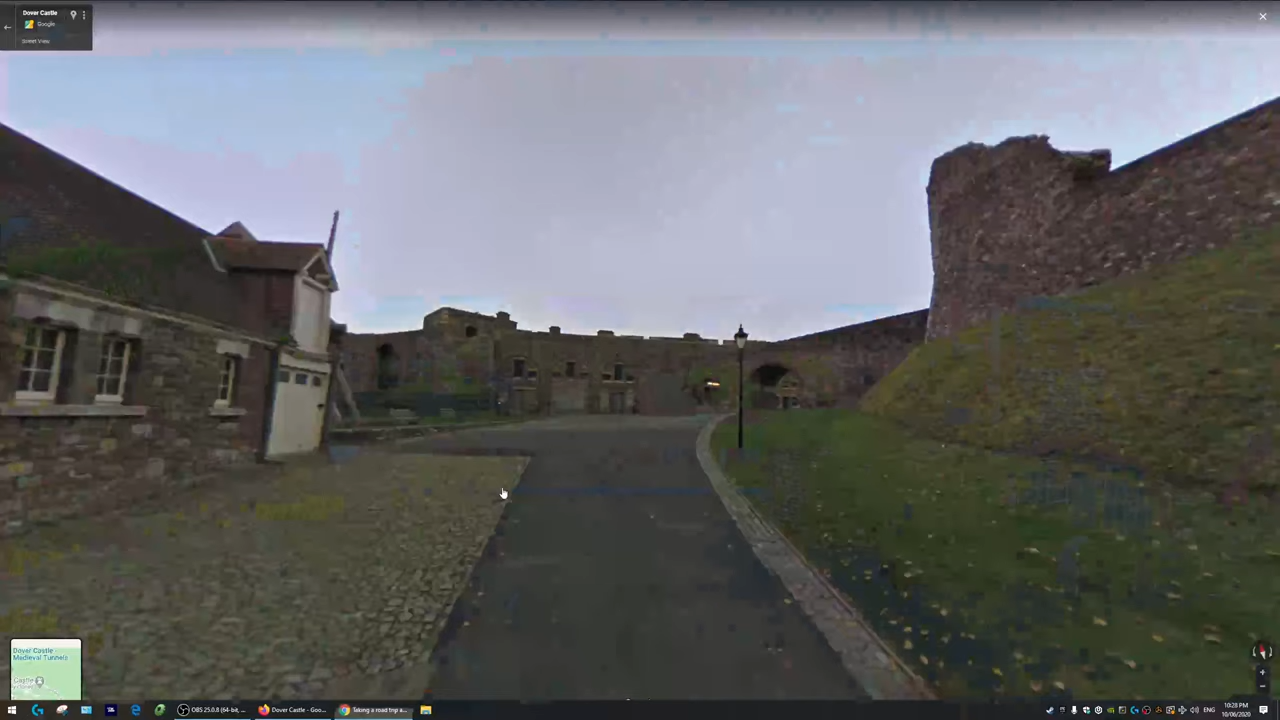 Dover Castle
Google
Street View
Dover Castle
Medieval Tunnels
Castle
OBS 25.0.8 (64-bit, ...
Dover Castle - Goo...
Taking a road trip a...
ENG
10:28 PM
10/06/2020